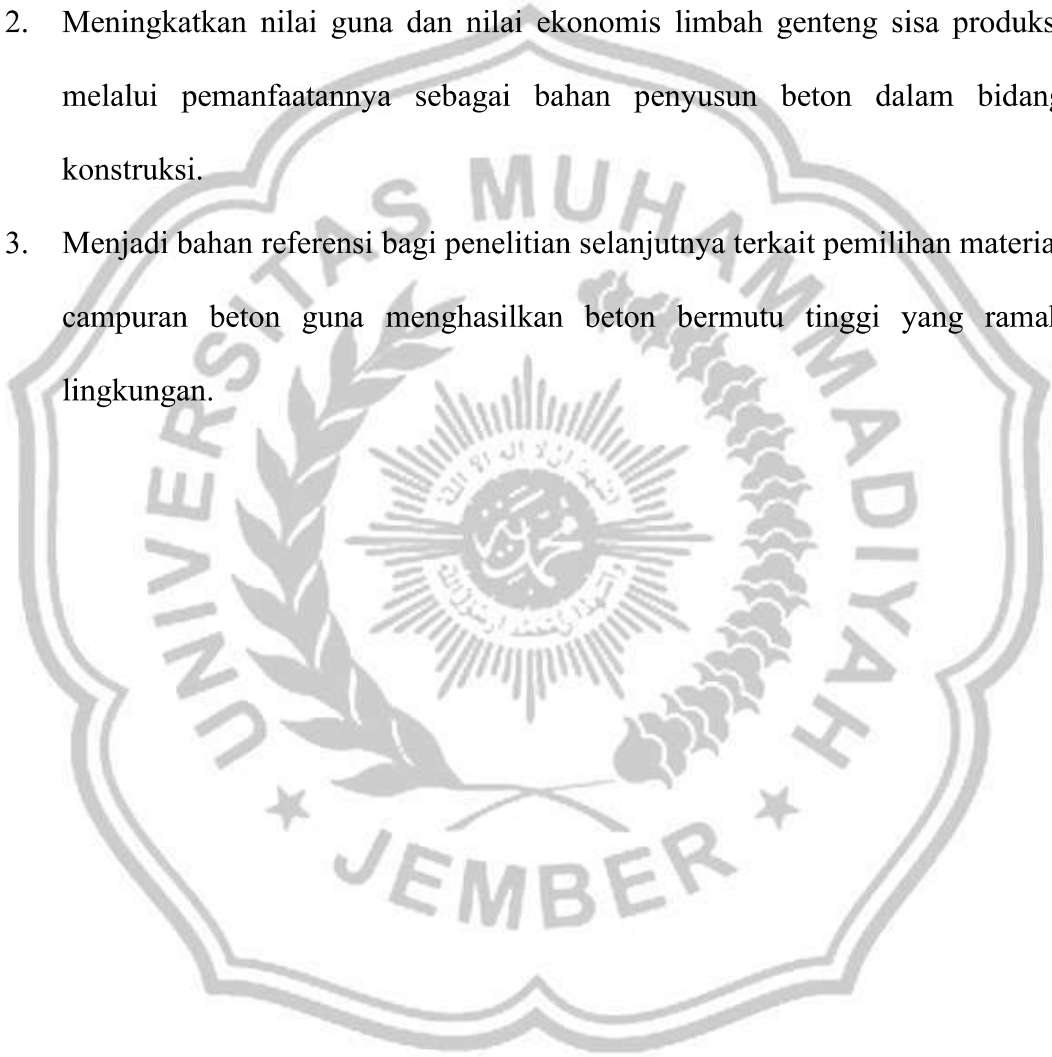 2. Meningkatkan nilai guna dan nilai ekonomis limbah genteng sisa produks
melalui pemanfaatannya sebagai bahan penyusun beton dalam bidang
konstruksi.
3. Menjadi bahan referensi bagi penelitian selanjutnya terkait pemilihan materia
campuran beton guna menghasilkan beton bermutu tinggi yang ramah
lingkungan.
UNIVERSITAS MUHAMMADIYAH
JEMBER